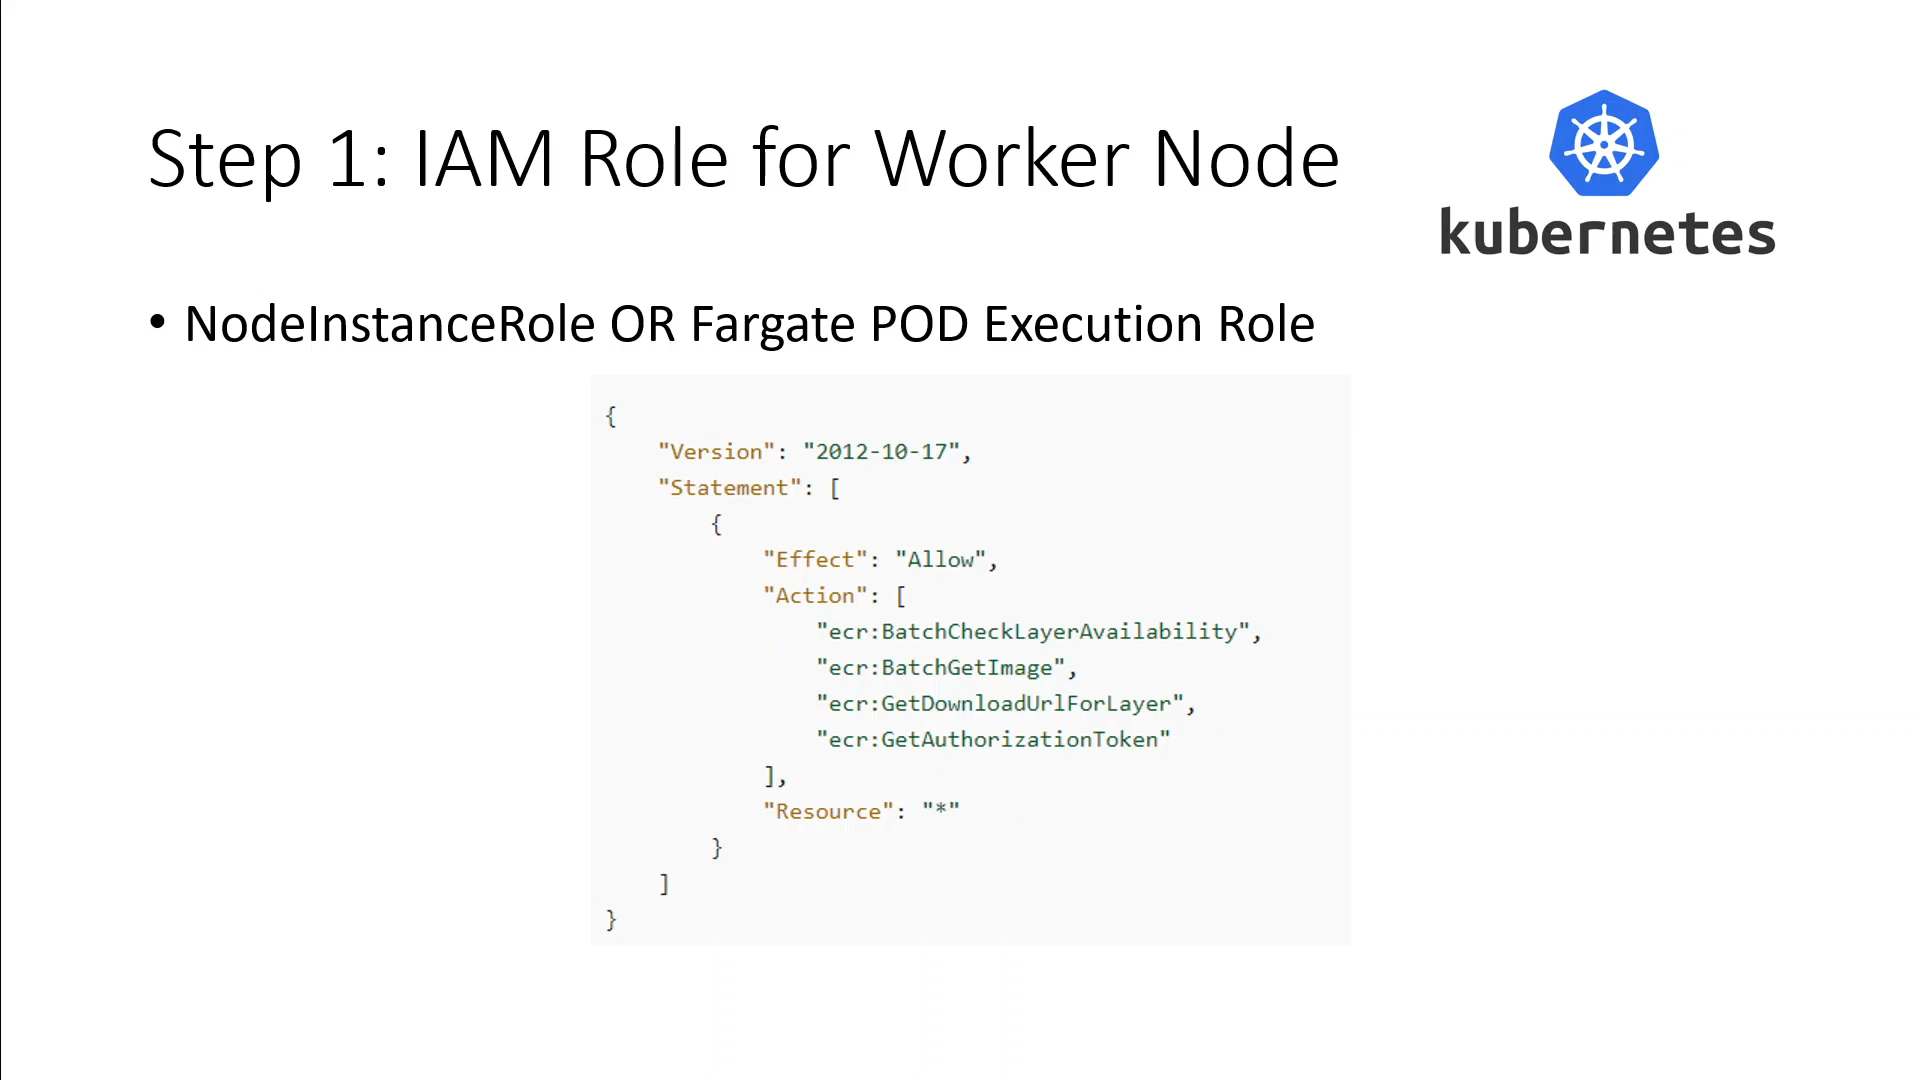 Step 1: IAM Role for Worker Node
kubernetes
• NodeInstanceRole OR Fargate POD Execution Role
{
    "Version": "2012-10-17",
    "Statement": [
        {
            "Effect": "Allow",
            "Action": [
                "ecr:BatchCheckLayerAvailability",
                "ecr:BatchGetImage",
                "ecr:GetDownloadUrlForLayer",
                "ecr:GetAuthorizationToken"
            ],
            "Resource": "*"
        }
    ]
}